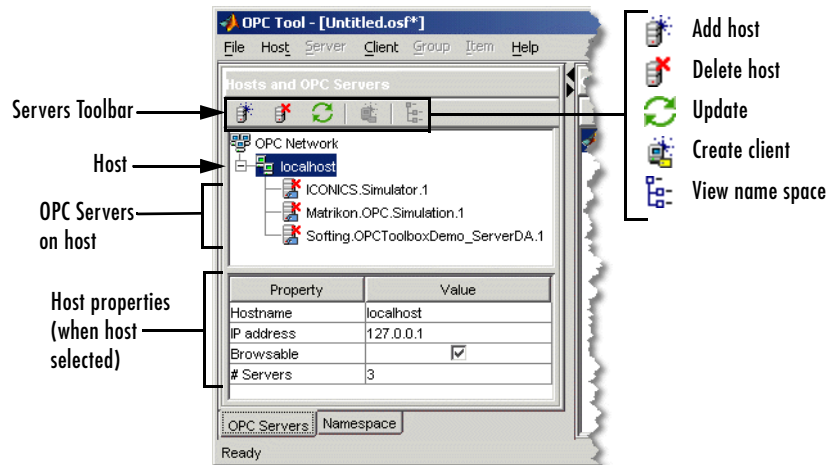 OPC Tool - [Untitled.osf*]
File Host Server Client Group Item Help
Hosts and OPC Servers
Servers Toolbar
OPC Network
Host
localhost
ICONICS.Simulator.1
OPC Servers
on host
Matrikon.OPC.Simulation.1
Softing.OPCToolboxDemo_ServerDA.1
Host properties
(when host
selected)
Property Value
Hostname localhost
IP address 127.0.0.1
Browsable
# Servers 3
OPC Servers Namespace
Ready
Add host
Delete host
Update
Create client
View name space